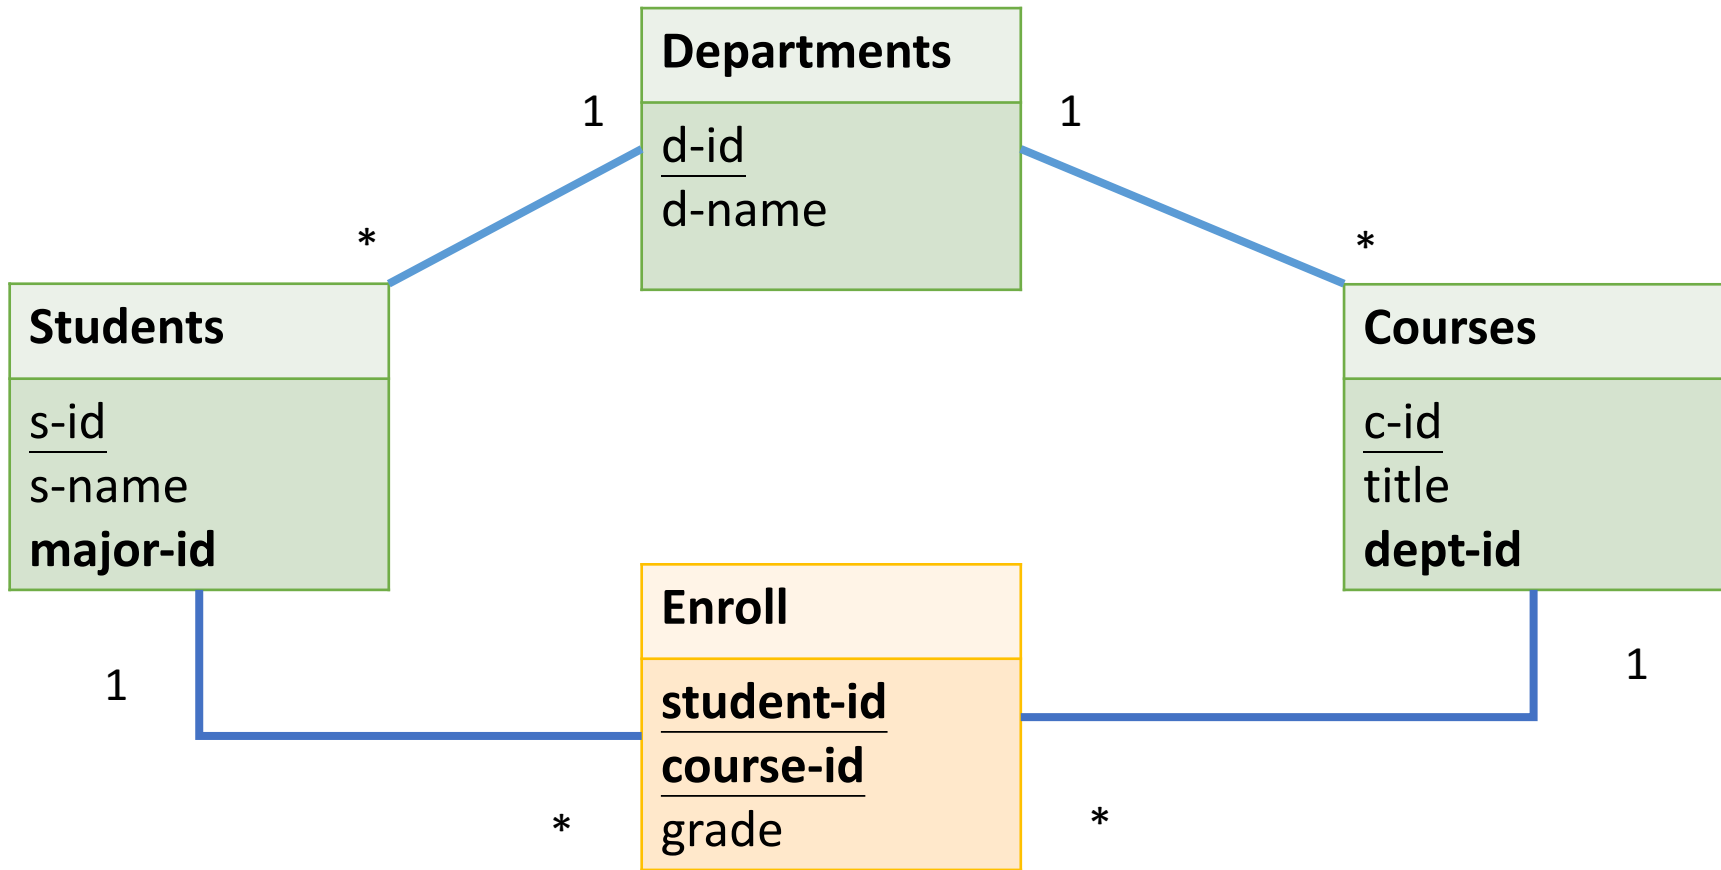 Departments
1
1
d-id
d-name
*
*
Students
s-id
s-name
major-id
Courses
c-id
title
dept-id
Enroll
1
1
student-id
course-id
grade
*
*